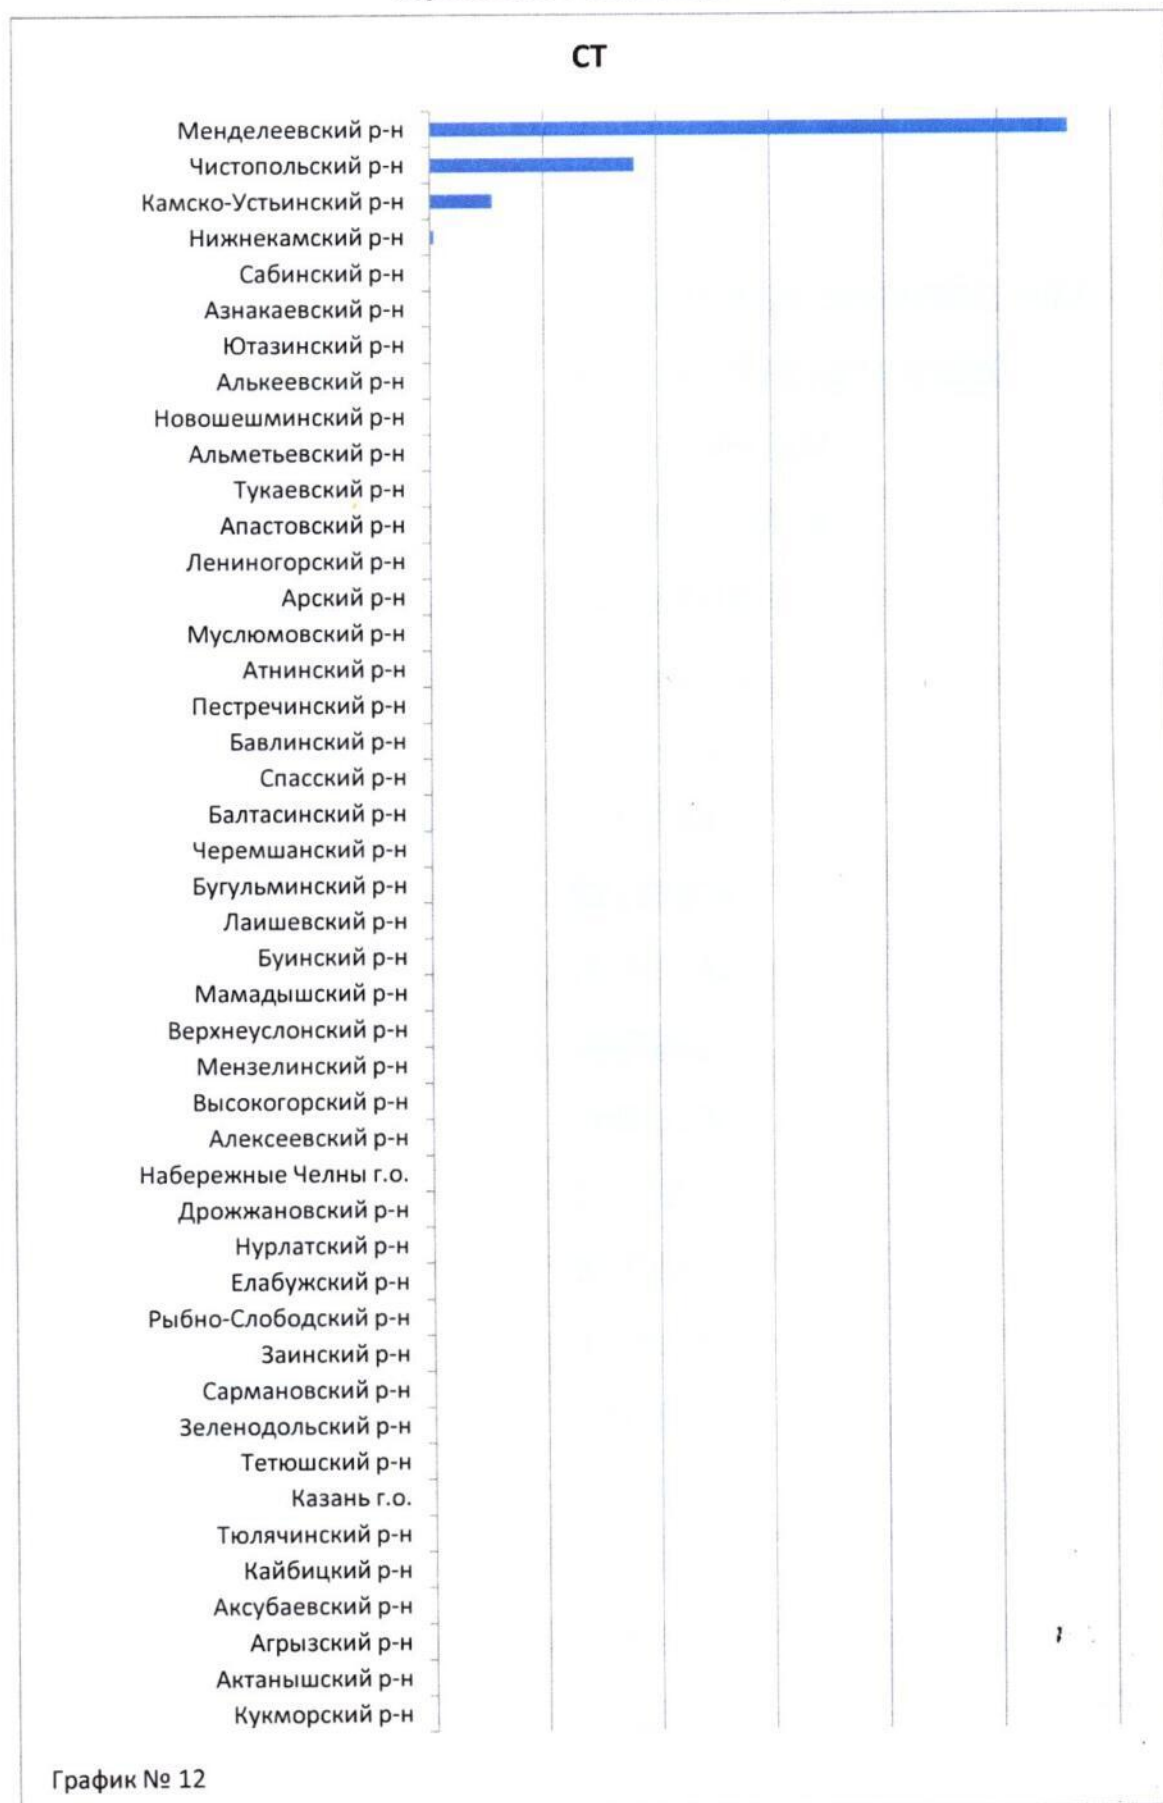 СТ
Менделеевский р-н
Чистопольский р-н
Камско-Устьинский р-н
Нижнекамский р-н
Сабинский р-н
Азнакаевский р-н
Ютазинский р-н
Алькеевский р-н
Новошешминский р-н
Альметьевский р-н
Тукаевский р-н
Апастовский р-н
Лениногорский р-н
Арский р-н
Муслюмовский р-н
Атнинский р-н
Пестречинский р-н
Бавлинский р-н
Спасский р-н
Балтасинский р-н
Черемшанский р-н
Бугульминский р-н
Лаишевский р-н
Буинский р-н
Мамадышский р-н
Верхнеуслонский р-н
Мензелинский р-н
Высокогорский р-н
Алексеевский р-н
Набережные Челны г.о.
Дрожжановский р-н
Нурлатский р-н
Елабужский р-н
Рыбно-Слободский р-н
Заинский р-н
Сармановский р-н
Зеленодольский р-н
Тетюшский р-н
Казань г.о.
Тюлячинский р-н
Кайбицкий р-н
Аксубаевский р-н
Агрызский р-н
Актанышский р-н
Кукморский р-н
График № 12